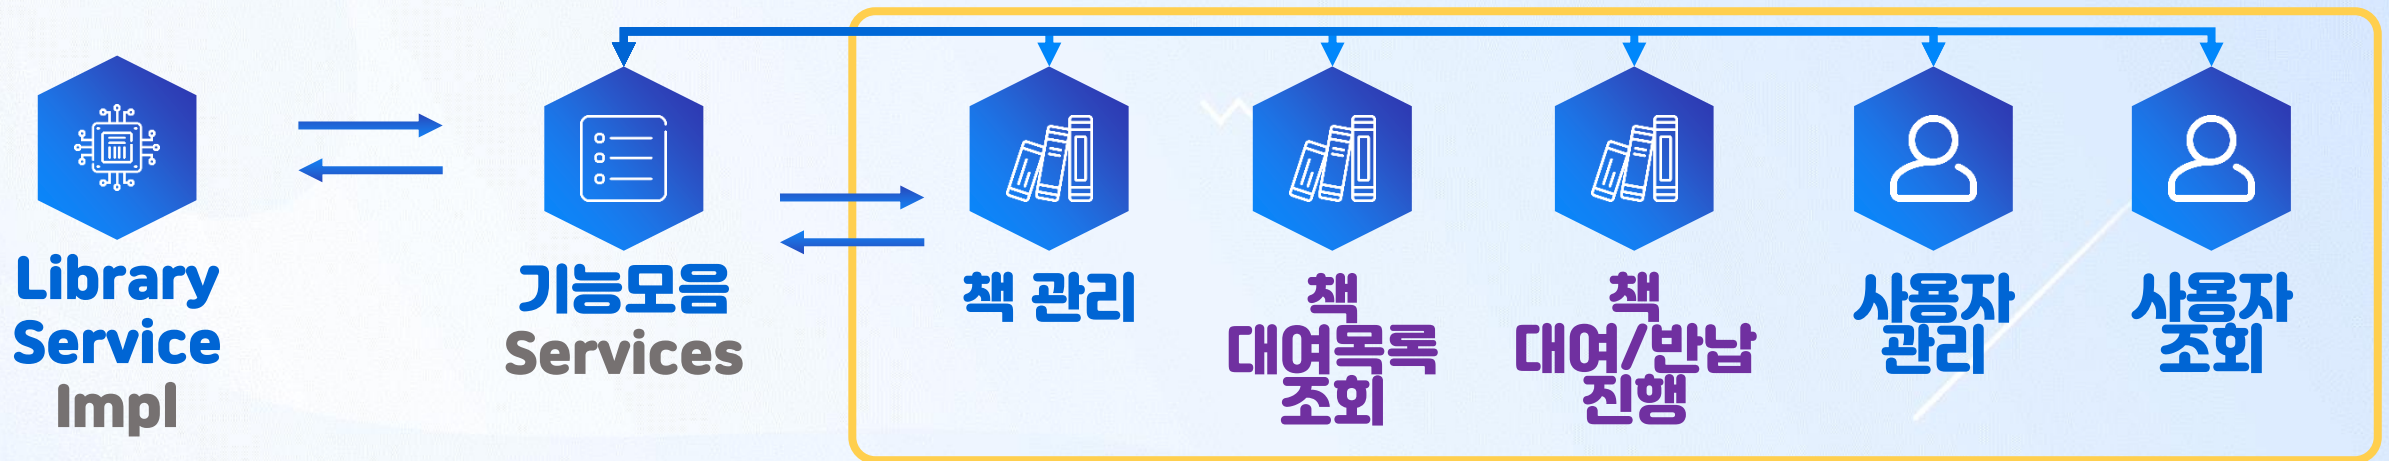 Library
Service
Impl
기능모음
Services
책 관리
책
대여목록
조회
책
대여/반납
진행
사용자
관리
사용자
조회